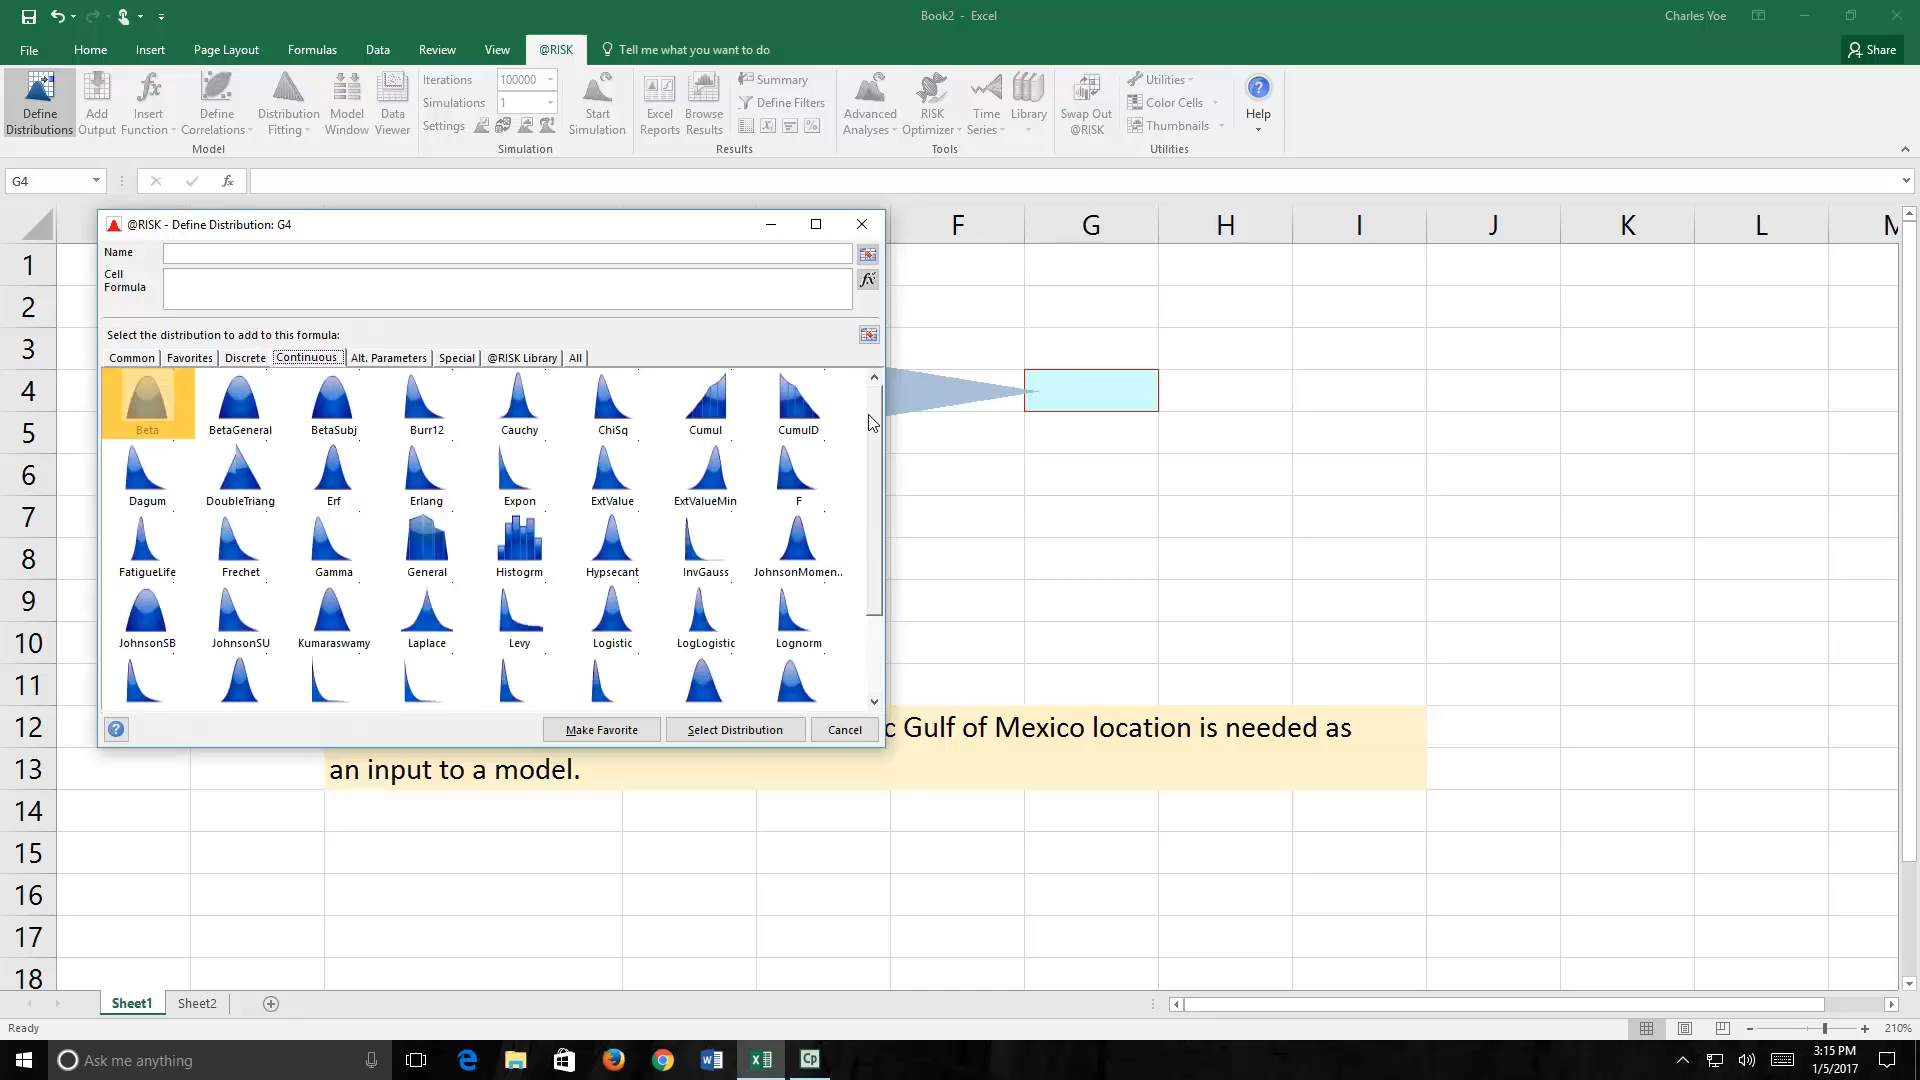 Book2 - Excel
Charles Yoe
File Home Insert Page Layout Formulas Data Review View @RISK Tell me what you want to do
Share
Define Distributions
Add Output
Insert Function
Define Correlations
Distribution Fitting
Model Window
Data Viewer
Model
Iterations 100000
Simulations 1
Settings
Start Simulation
Simulation
Excel Reports
Browse Results
Summary
Define Filters
Results
Advanced Analyses
RISK Optimizer
Time Series
Library
Tools
Swap Out @RISK
Utilities
Color Cells
Thumbnails
Utilities
Help
G4
fx
@RISK - Define Distribution: G4
Name
Cell Formula
Select the distribution to add to this formula:
Common Favorites Discrete Continuous Alt. Parameters Special @RISK Library All
Beta BetaGeneral BetaSubj Burr12 Cauchy ChiSq Cumul CumulD
Dagum DoubleTriang Erf Erlang Expon ExtValue ExtValueMin F
FatigueLife Frechet Gamma General Histogrm Hypsecant InvGauss JohnsonMomen..
JohnsonSB JohnsonSU Kumaraswamy Laplace Levy Logistic LogLogistic Lognorm
Make Favorite Select Distribution Cancel
F G H I J K L M
1
2
3
4
5
6
7
8
9
10
11
12 c Gulf of Mexico location is needed as
13 an input to a model.
14
15
16
17
18
Sheet1 Sheet2
Ready
210%
Ask me anything
3:15 PM
1/5/2017